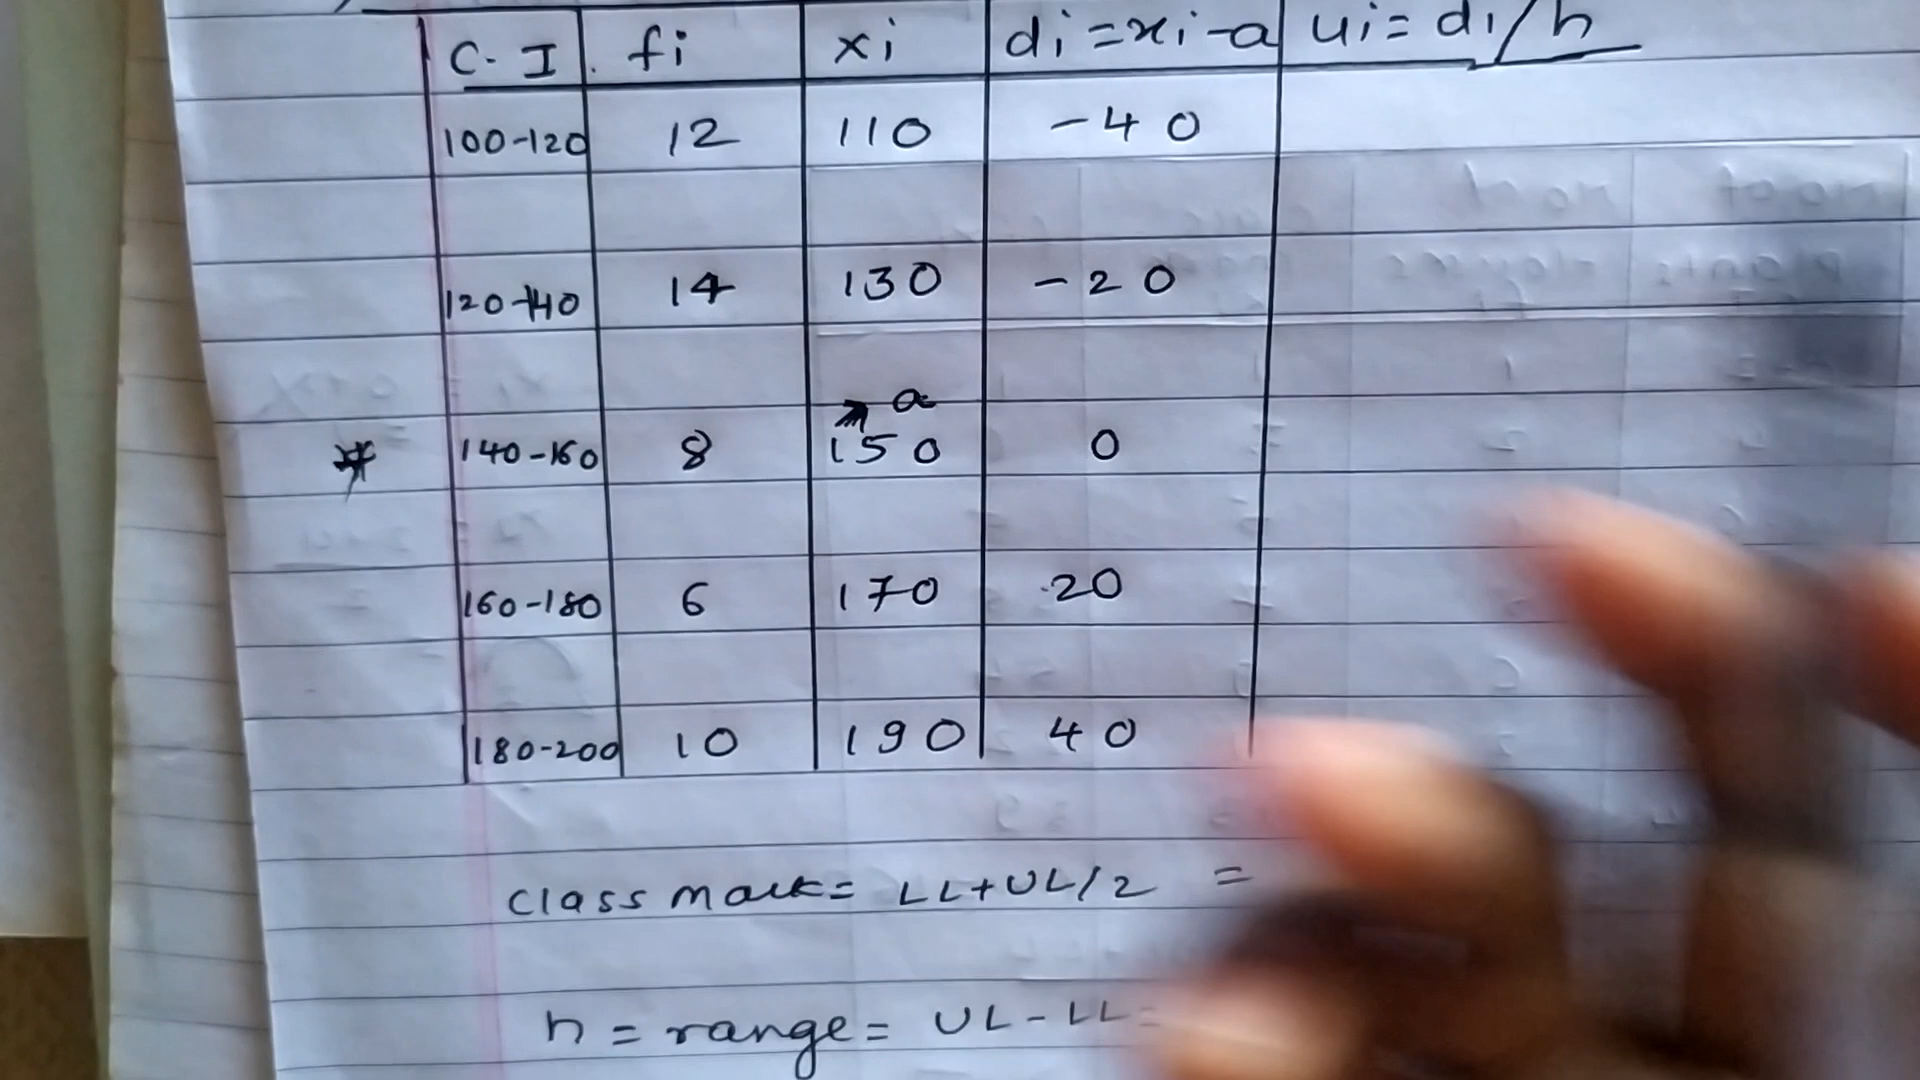 C-I fi xi di=xi-a ui=di/h
100-120 12 110 -40
120-140 14 130 -20
a
* 140-160 8 150 0
160-180 6 170 20
180-200 10 190 40
class mark= LL+UL/2 =
h = range= UL-LL=